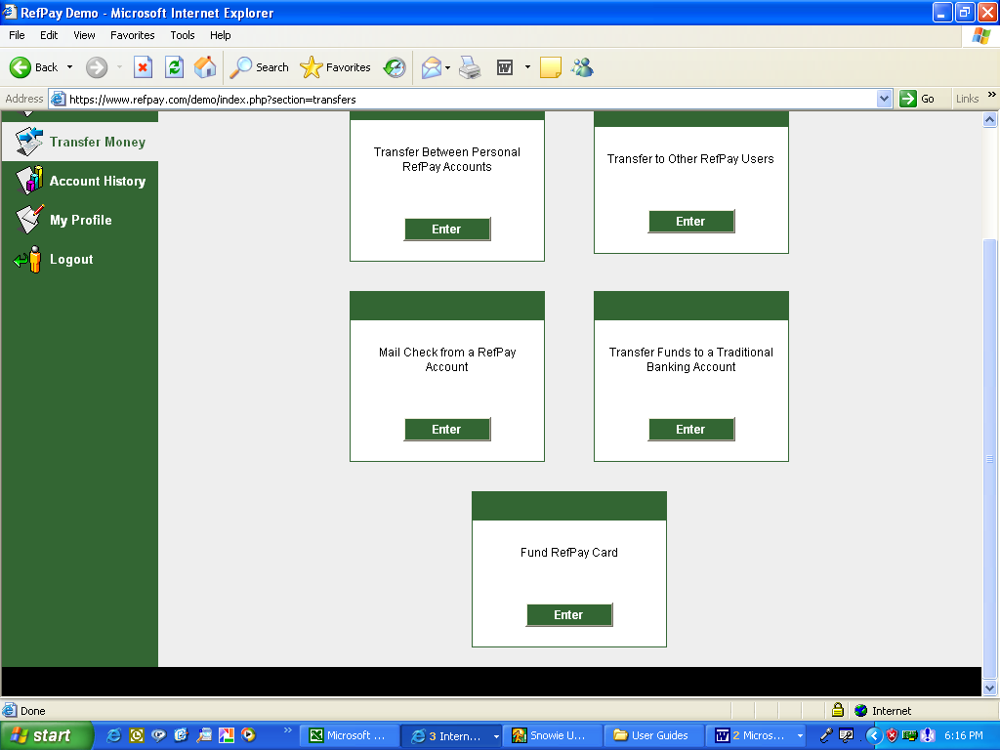 RefPay Demo - Microsoft Internet Explorer
File Edit View Favorites Tools Help
Back Search Favorites
Address https://www.refpay.com/demo/index.php?section=transfers Go Links »
Transfer Money
Account History
My Profile
Logout
Transfer Between Personal
RefPay Accounts
Enter
Transfer to Other RefPay Users
Enter
Mail Check from a RefPay
Account
Enter
Transfer Funds to a Traditional
Banking Account
Enter
Fund RefPay Card
Enter
Done Internet
start » Microsoft ... 3 Intern... Snowie U... User Guides 2 Micros... 6:16 PM